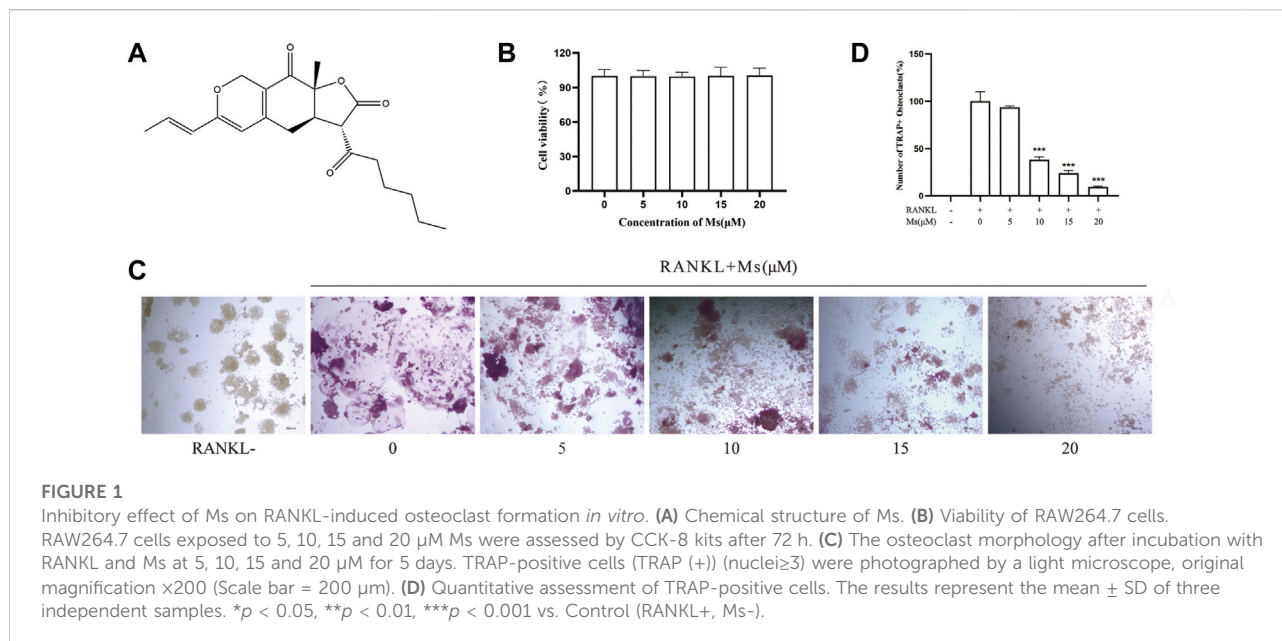 A
O
O
O
O
O
B
Cell viability（%）
120
90
60
30
0
0 5 10 15 20
Concentration of Ms(μM)
D
Number of TRAP+ Osteoclasts(%)
150
100
50
0
*** *** ***
RANKL - + + + + +
Ms(μM) - 0 5 10 15 20
C
RANKL+Ms(μM)
RANKL- 0 5 10 15 20
FIGURE 1
Inhibitory effect of Ms on RANKL-induced osteoclast formation in vitro. (A) Chemical structure of Ms. (B) Viability of RAW264.7 cells.
RAW264.7 cells exposed to 5, 10, 15 and 20 μM Ms were assessed by CCK-8 kits after 72 h. (C) The osteoclast morphology after incubation with
RANKL and Ms at 5, 10, 15 and 20 μM for 5 days. TRAP-positive cells (TRAP (+)) (nuclei≥3) were photographed by a light microscope, original
magnification ×200 (Scale bar = 200 μm). (D) Quantitative assessment of TRAP-positive cells. The results represent the mean ± SD of three
independent samples. *p < 0.05, **p < 0.01, ***p < 0.001 vs. Control (RANKL+, Ms-).